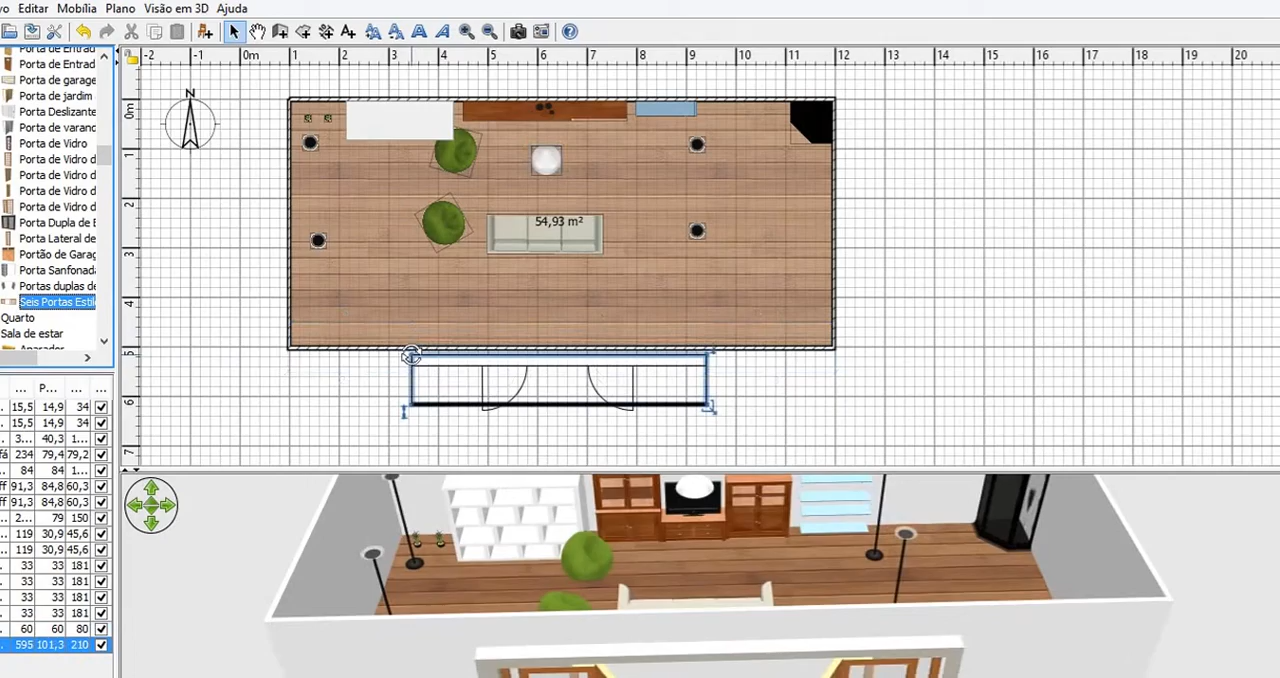 Editar Mobília Plano Visão em 3D Ajuda
-2 -1 0m 1 2 3 4 5 6 7 8 9 10 11 12 13 14 15 16 17 18 19 20
Porta de Entrad
Porta de Entrad
Porta de garage
Porta de jardim
Porta Deslizante
Porta de varand
Porta de Vidro
Porta de Vidro d
Porta de Vidro d
Porta de Vidro d
Porta de Vidro d
Porta Dupla de E
Porta Lateral de
Portão de Garag
Porta Sanfonada
Portas duplas de
Seis Portas Estil
Quarto
Sala de estar
N
0m
1
2
3
4
5
6
7
54,93 m²
... P... ... ...
15,5 14,9 34
15,5 14,9 34
3... 40,3 1...
234 79,4 79,2
84 84 1...
91,3 84,8 60,3
91,3 84,8 60,3
2... 79 150
119 30,9 45,6
119 30,9 45,6
33 33 181
33 33 181
33 33 181
33 33 181
60 60 80
595 101,3 210